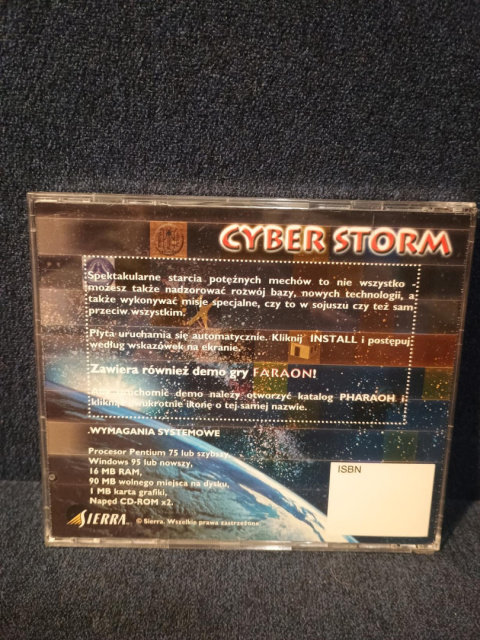 CYBER STORM
Spektakularne starcia potężnych mechów to nie wszystko -
możesz także nadzorować rozwój bazy, nowych technologii, a
także wykonywać misje specjalne, czy to w sojuszu czy też sam
przeciw wszystkim.
Płyta uruchamia się automatycznie. Kliknij INSTALL i postępuj
według wskazówek na ekranie.
Zawiera również demo gry FARAON!
Aby uruchomić demo należy otworzyć katalog PHARAOH i
kliknąć dwukrotnie ikonę o tej samej nazwie.
WYMAGANIA SYSTEMOWE
Procesor Pentium 75 lub szybszy,
Windows 95 lub nowszy,
16 MB RAM,
90 MB wolnego miejsca na dysku,
1 MB karta grafiki,
Napęd CD-ROM x2.
ISBN
SIERRA © Sierra. Wszelkie prawa zastrzeżone.